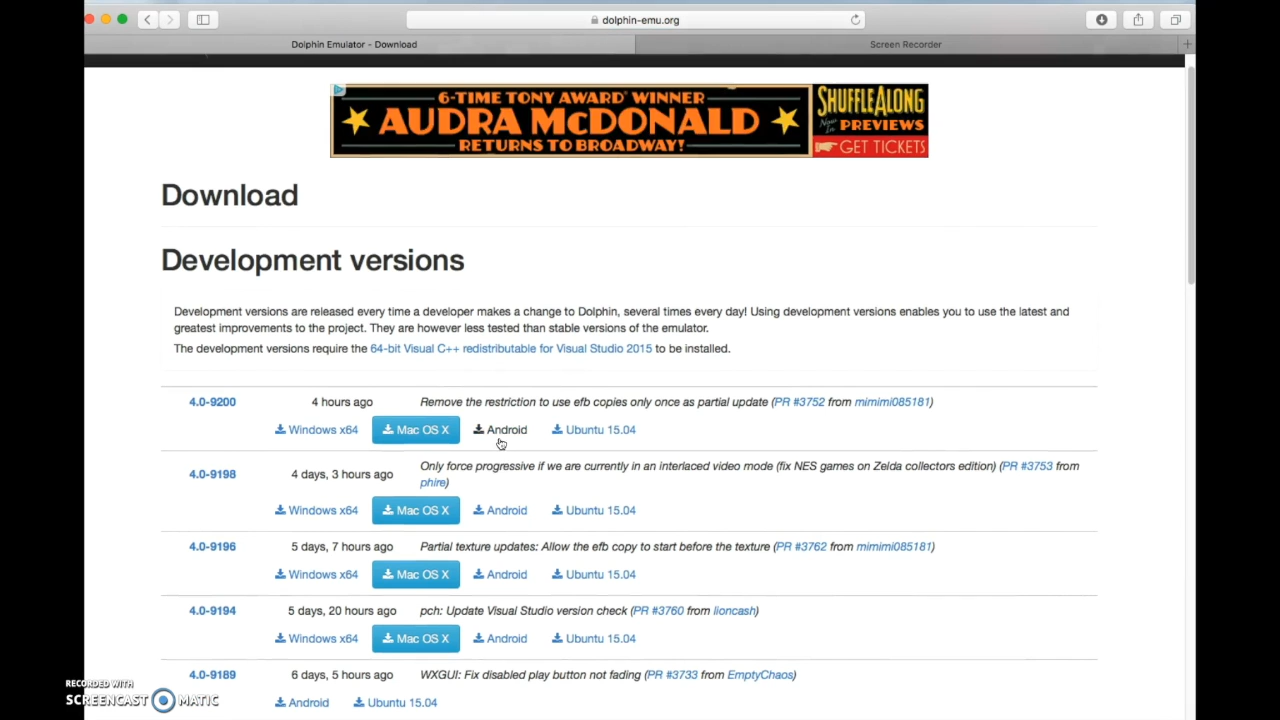 dolphin-emu.org
Dolphin Emulator - Download
Screen Recorder
6-TIME TONY AWARD® WINNER
AUDRA McDONALD
RETURNS TO BROADWAY!
SHUFFLE ALONG
Now In PREVIEWS
GET TICKETS
Download
Development versions
Development versions are released every time a developer makes a change to Dolphin, several times every day! Using development versions enables you to use the latest and
greatest improvements to the project. They are however less tested than stable versions of the emulator.
The development versions require the 64-bit Visual C++ redistributable for Visual Studio 2015 to be installed.
4.0-9200 4 hours ago Remove the restriction to use efb copies only once as partial update (PR #3752 from mimimi085181)
Windows x64 Mac OS X Android Ubuntu 15.04
4.0-9198 4 days, 3 hours ago Only force progressive if we are currently in an interlaced video mode (fix NES games on Zelda collectors edition) (PR #3753 from
phire)
Windows x64 Mac OS X Android Ubuntu 15.04
4.0-9196 5 days, 7 hours ago Partial texture updates: Allow the efb copy to start before the texture (PR #3762 from mimimi085181)
Windows x64 Mac OS X Android Ubuntu 15.04
4.0-9194 5 days, 20 hours ago pch: Update Visual Studio version check (PR #3760 from lioncash)
Windows x64 Mac OS X Android Ubuntu 15.04
4.0-9189 6 days, 5 hours ago WXGUI: Fix disabled play button not fading (PR #3733 from EmptyChaos)
Android Ubuntu 15.04
RECORDED WITH
SCREENCAST MATIC